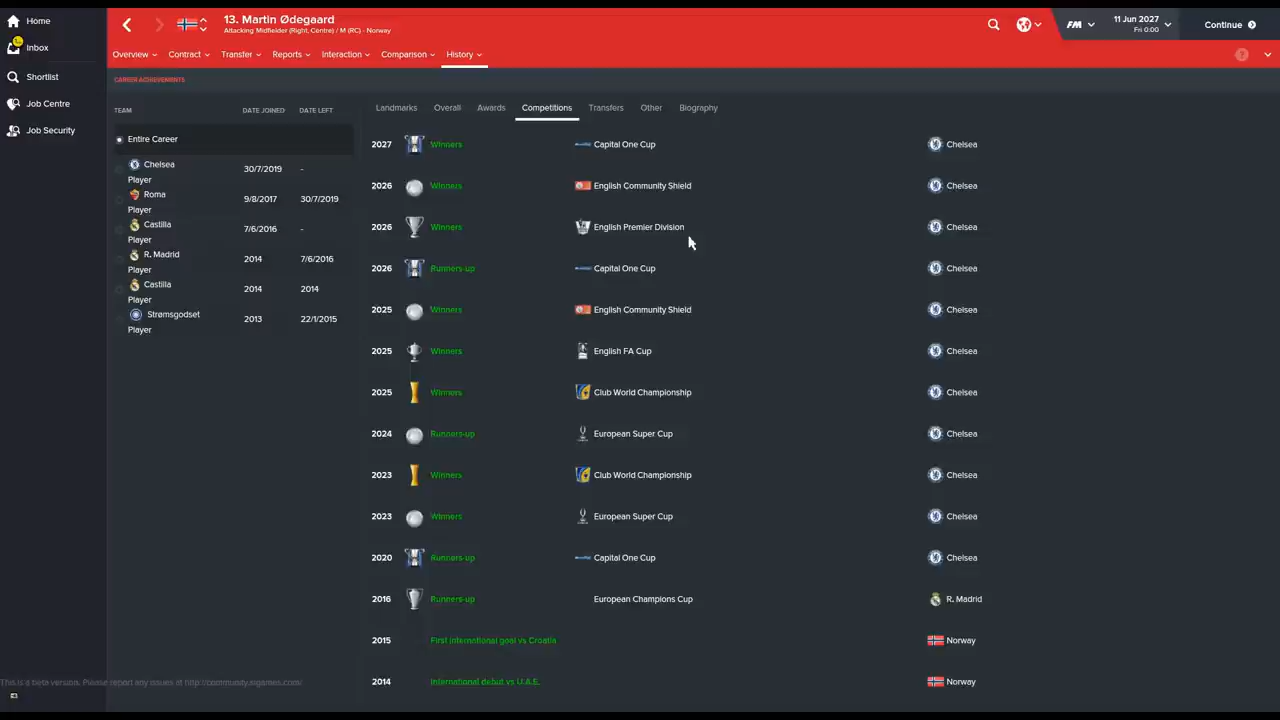 Home
Inbox
Shortlist
Job Centre
Job Security
13. Martin Ødegaard
Attacking Midfielder (Right, Centre) / M (RC) - Norway
FM
11 Jun 2027
Fri 0:00
Continue
Overview
Contract
Transfer
Reports
Interaction
Comparison
History
?
CAREER ACHIEVEMENTS
TEAM DATE JOINED DATE LEFT
Entire Career
Chelsea
Player
30/7/2019 -
Roma
Player
9/8/2017 30/7/2019
Castilla
Player
7/6/2016 -
R. Madrid
Player
2014 7/6/2016
Castilla
Player
2014 2014
Strømsgodset
Player
2013 22/1/2015
Landmarks Overall Awards Competitions Transfers Other Biography
2027 Winners Capital One Cup Chelsea
2026 Winners English Community Shield Chelsea
2026 Winners English Premier Division Chelsea
2026 Runners-up Capital One Cup Chelsea
2025 Winners English Community Shield Chelsea
2025 Winners English FA Cup Chelsea
2025 Winners Club World Championship Chelsea
2024 Runners-up European Super Cup Chelsea
2023 Winners Club World Championship Chelsea
2023 Winners European Super Cup Chelsea
2020 Runners-up Capital One Cup Chelsea
2016 Runners-up European Champions Cup R. Madrid
2015 First international goal vs Croatia Norway
2014 International debut vs U.A.E. Norway
This is a beta version. Please report any issues at http://community.sigames.com/